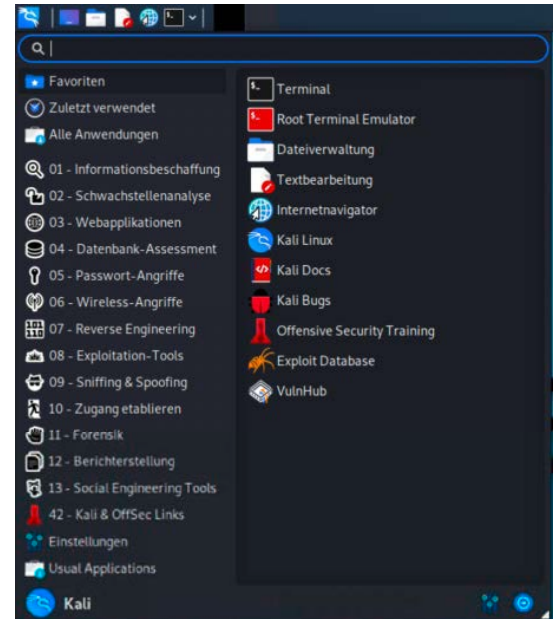 Favoriten
Zuletzt verwendet
Alle Anwendungen
01 - Informationsbeschaffung
02 - Schwachstellenanalyse
03 - Webapplikationen
04 - Datenbank-Assessment
05 - Passwort-Angriffe
06 - Wireless-Angriffe
07 - Reverse Engineering
08 - Exploitation-Tools
09 - Sniffing & Spoofing
10 - Zugang etablieren
11 - Forensik
12 - Berichterstellung
13 - Social Engineering Tools
42 - Kali & OffSec Links
Einstellungen
Usual Applications
Terminal
Root Terminal Emulator
Dateiverwaltung
Textbearbeitung
Internetnavigator
Kali Linux
Kali Docs
Kali Bugs
Offensive Security Training
Exploit Database
VulnHub
Kali